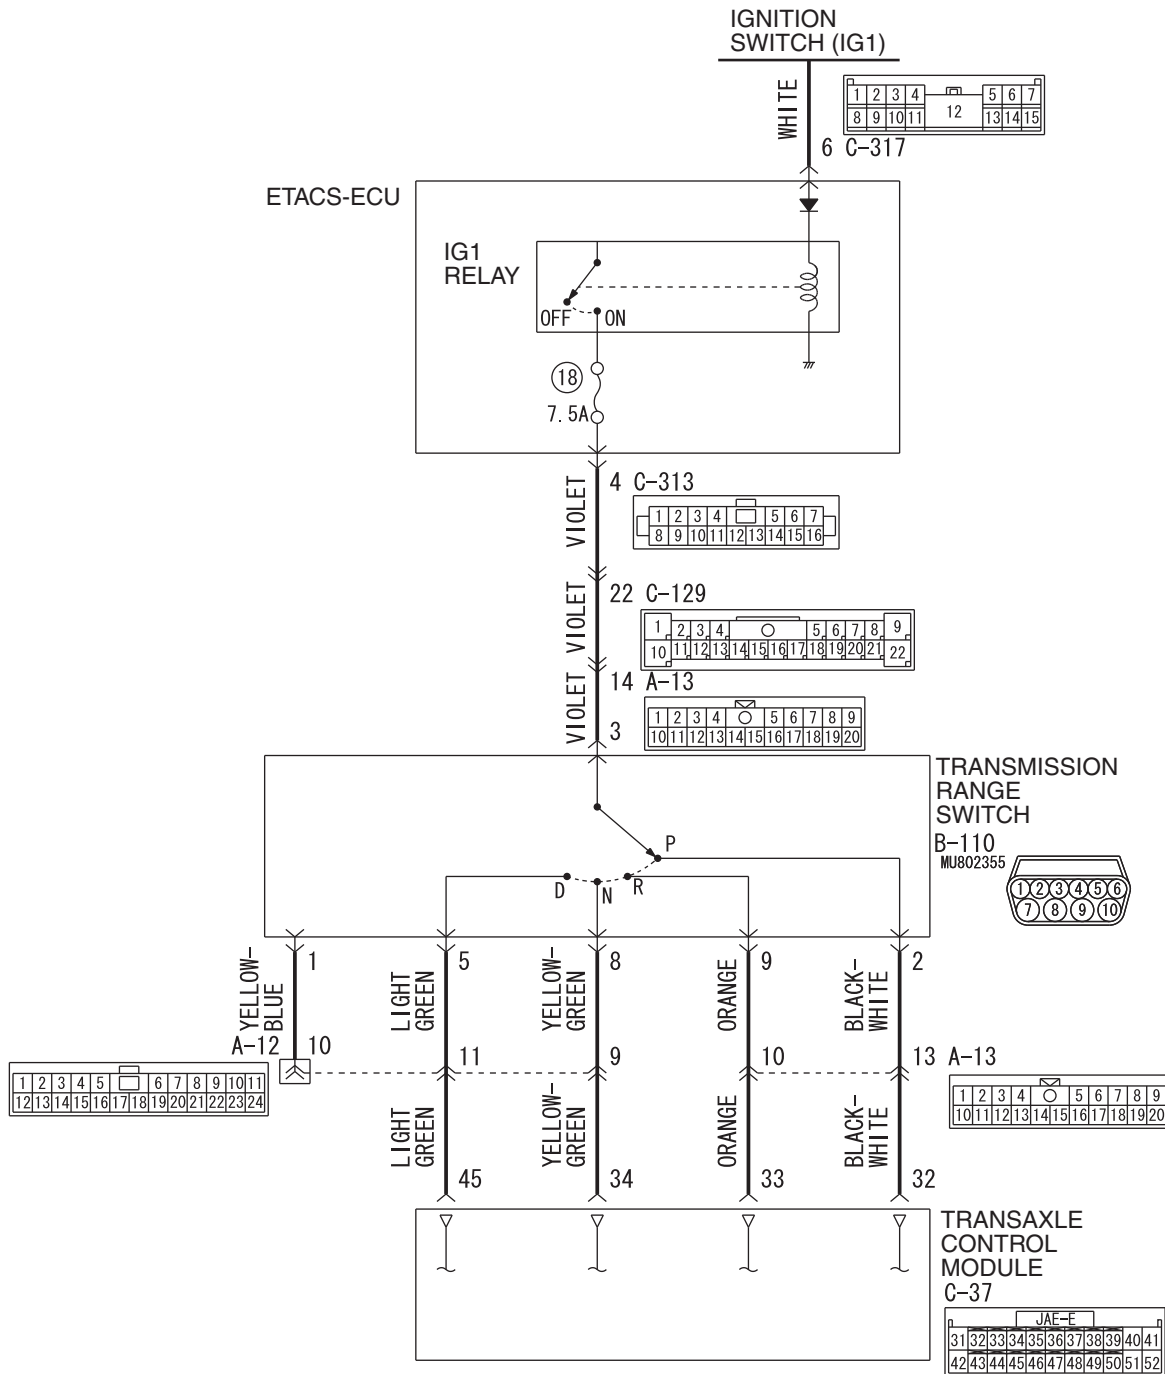 IGNITION
SWITCH (IG1)
WHITE
1 2 3 4 5 6 7
8 9 10 11 12 13 14 15
6 C-317
ETACS-ECU
IG1
RELAY
OFF ON
18
7.5A
VIOLET
4 C-313
1 2 3 4 5 6 7
8 9 10 11 12 13 14 15 16
VIOLET
22 C-129
1 2 3 4 5 6 7 8 9
10 11 12 13 14 15 16 17 18 19 20 21 22
VIOLET
14 A-13
3
1 2 3 4 5 6 7 8 9
10 11 12 13 14 15 16 17 18 19 20
TRANSMISSION
RANGE
SWITCH
B-110
MU802355
1 2 3 4 5 6
7 8 9 10
P
D N R
1 5 8 9 2
YELLOW-
BLUE
LIGHT
GREEN
YELLOW-
GREEN
ORANGE
BLACK-
WHITE
A-12 10
11 9 10 13 A-13
1 2 3 4 5 6 7 8 9 10 11
12 13 14 15 16 17 18 19 20 21 22 23 24
1 2 3 4 5 6 7 8 9
10 11 12 13 14 15 16 17 18 19 20
LIGHT
GREEN
YELLOW-
GREEN
ORANGE
BLACK-
WHITE
45 34 33 32
TRANSAXLE
CONTROL
MODULE
C-37
JAE-E
31 32 33 34 35 36 37 38 39 40 41
42 43 44 45 46 47 48 49 50 51 52